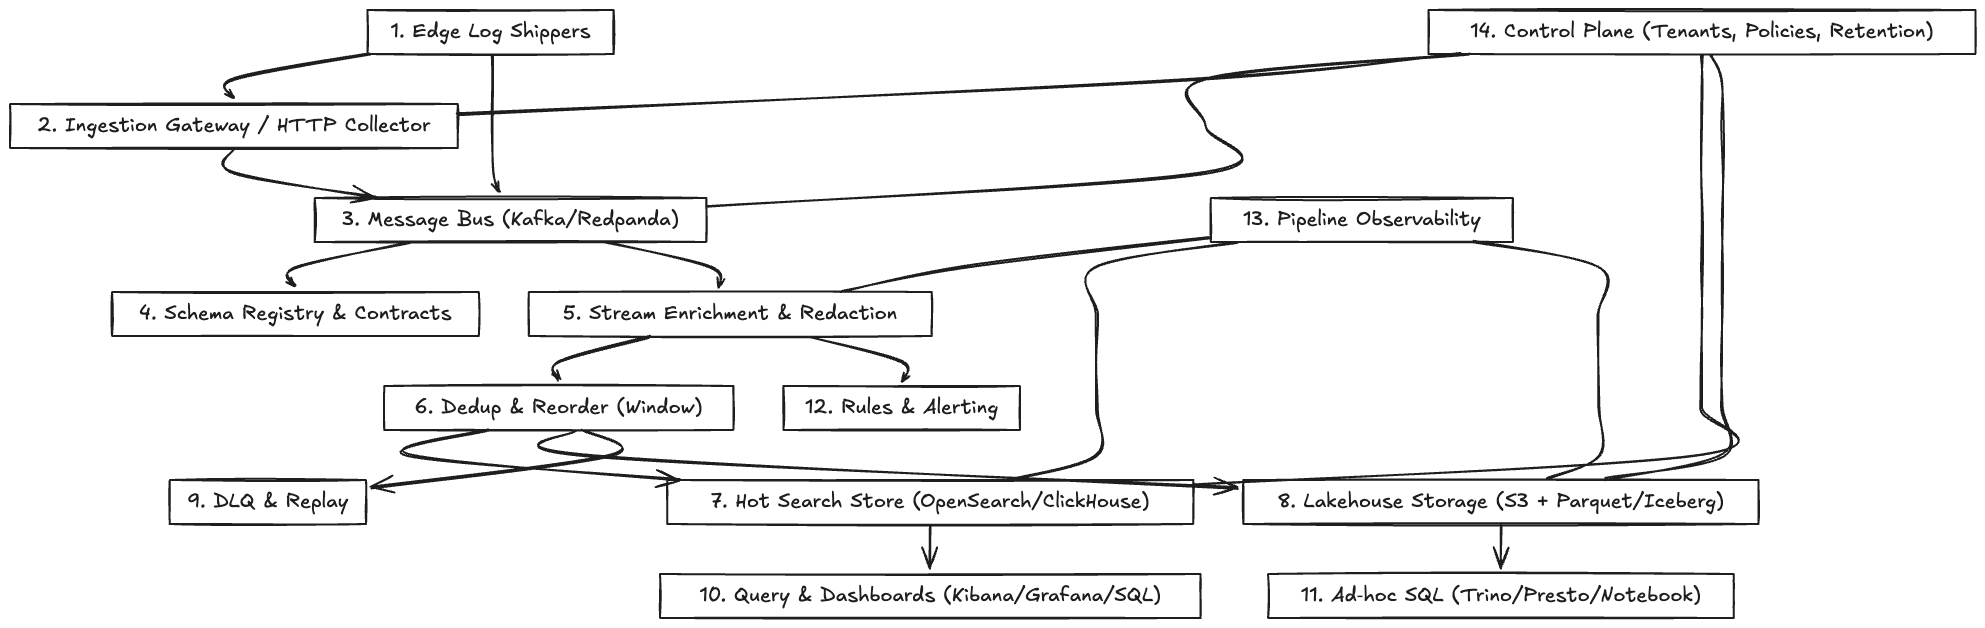 1. Edge Log Shippers
14. Control Plane (Tenants, Policies, Retention)
2. Ingestion Gateway / HTTP Collector
3. Message Bus (Kafka/Redpanda)
13. Pipeline Observability
4. Schema Registry & Contracts
5. Stream Enrichment & Redaction
6. Dedup & Reorder (Window)
12. Rules & Alerting
9. DLQ & Replay
7. Hot Search Store (OpenSearch/ClickHouse)
8. Lakehouse Storage (S3 + Parquet/Iceberg)
10. Query & Dashboards (Kibana/Grafana/SQL)
11. Ad-hoc SQL (Trino/Presto/Notebook)